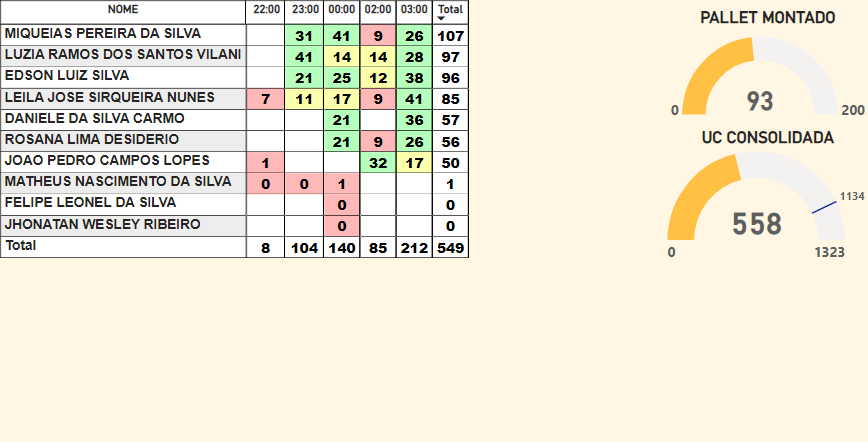 NOME 22:00 23:00 00:00 02:00 03:00 Total
MIQUEIAS PEREIRA DA SILVA 31 41 9 26 107
LUZIA RAMOS DOS SANTOS VILANI 41 14 14 28 97
EDSON LUIZ SILVA 21 25 12 38 96
LEILA JOSE SIRQUEIRA NUNES 7 11 17 9 41 85
DANIELE DA SILVA CARMO 21 36 57
ROSANA LIMA DESIDERIO 21 9 26 56
JOAO PEDRO CAMPOS LOPES 1 32 17 50
MATHEUS NASCIMENTO DA SILVA 0 0 1 1
FELIPE LEONEL DA SILVA 0 0
JHONATAN WESLEY RIBEIRO 0 0
Total 8 104 140 85 212 549
PALLET MONTADO
93
0 200
UC CONSOLIDADA
1134
558
0 1323